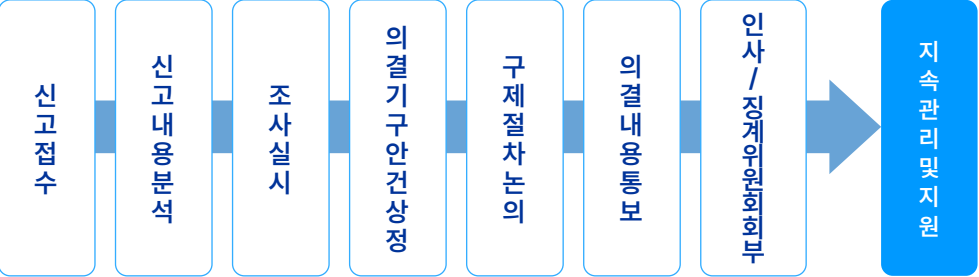 신고접수
신고내용분석
조사실시
의결기구안건상정
구제절차논의
의결내용통보
인사/징계위원회회부
지속관리및지원